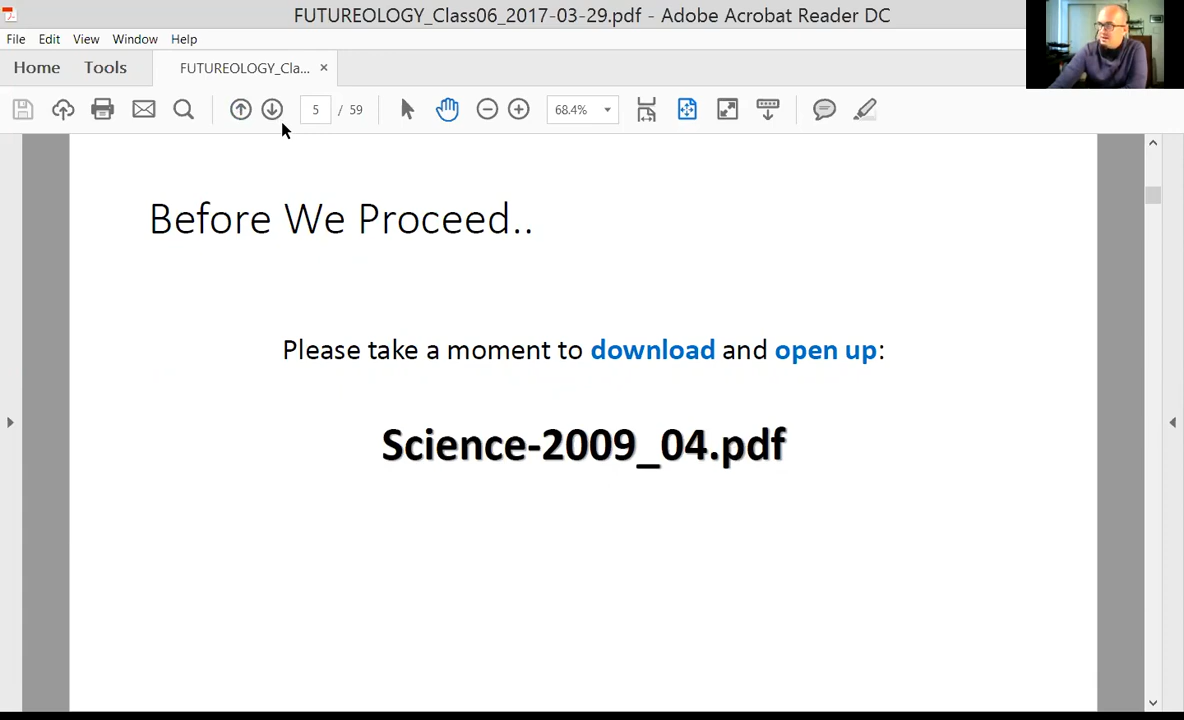 FUTUREOLOGY_Class06_2017-03-29.pdf - Adobe Acrobat Reader DC
File Edit View Window Help
Home Tools FUTUREOLOGY_Cla... ×
5 / 59 68.4%
Before We Proceed..
Please take a moment to download and open up:
Science-2009_04.pdf